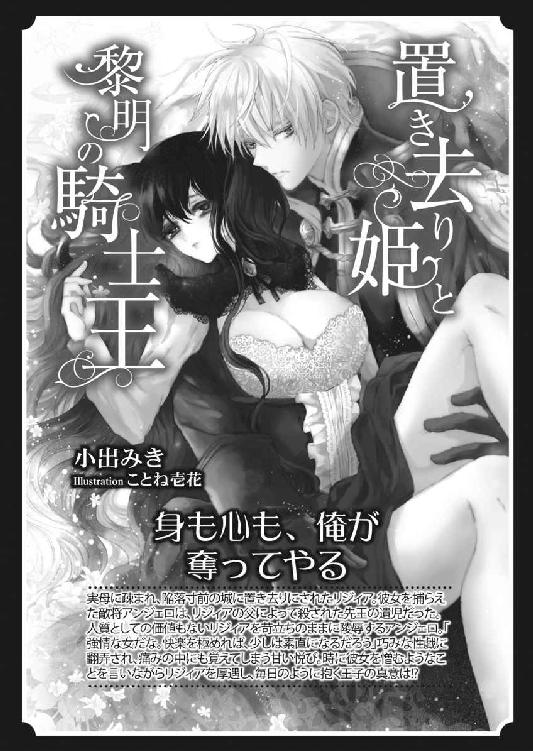 置き去り姫と
黎明の騎士王
小出みき
Illustration ことね壱花
身も心も、俺が
奪ってやる
実母に疎まれ、陥落寸前の城に置き去りにされたリジィア。彼女を捕らえ
た敵将アンジェロは、リジィアの父によって殺された先王の遺児だった。
人質としての価値もないリジィアを苛立ちのままに陵辱するアンジェロ。「
強情な女だな。快楽を極めれば、少しは素直になるだろう」巧みな性戯に
翻弄され、痛みの中にも覚えてしまう甘い悦び。時に彼女を憎むようなこ
とを言いながらリジィアを厚遇し、毎日のように抱く王子の真意は!?